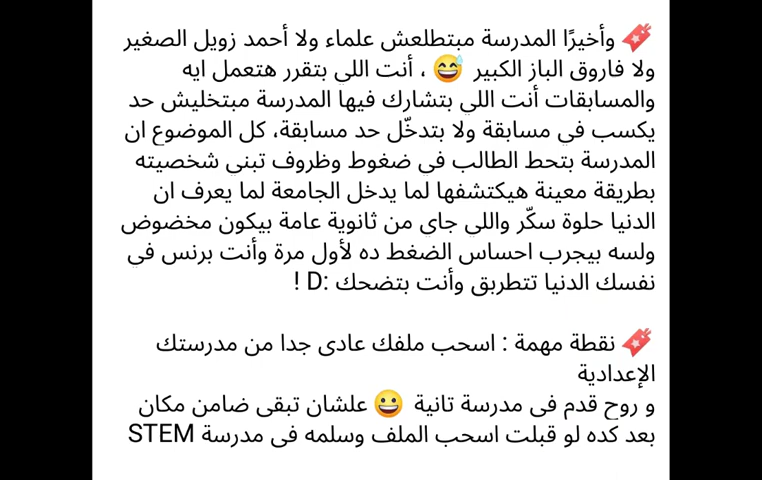 🔖 وأخيرًا المدرسة مبتطلعش علماء ولا أحمد زويل الصغير
ولا فاروق الباز الكبير 😅 ، أنت اللي بتقرر هتعمل ايه
والمسابقات أنت اللي بتشارك فيها المدرسة مبتخليش حد
يكسب في مسابقة ولا بتدخّل حد مسابقة، كل الموضوع ان
المدرسة بتحط الطالب في ضغوط وظروف تبني شخصيته
بطريقة معينة هيكتشفها لما يدخل الجامعة لما يعرف ان
الدنيا حلوة سكّر واللي جاى من ثانوية عامة بيكون مخضوض
ولسه بيجرب احساس الضغط ده لأول مرة وأنت برنس في
نفسك الدنيا تتطربق وأنت بتضحك :D !
🔖 نقطة مهمة : اسحب ملفك عادى جدا من مدرستك
الإعدادية
و روح قدم فى مدرسة تانية 😀 علشان تبقى ضامن مكان
بعد كده لو قبلت اسحب الملف وسلمه فى مدرسة STEM